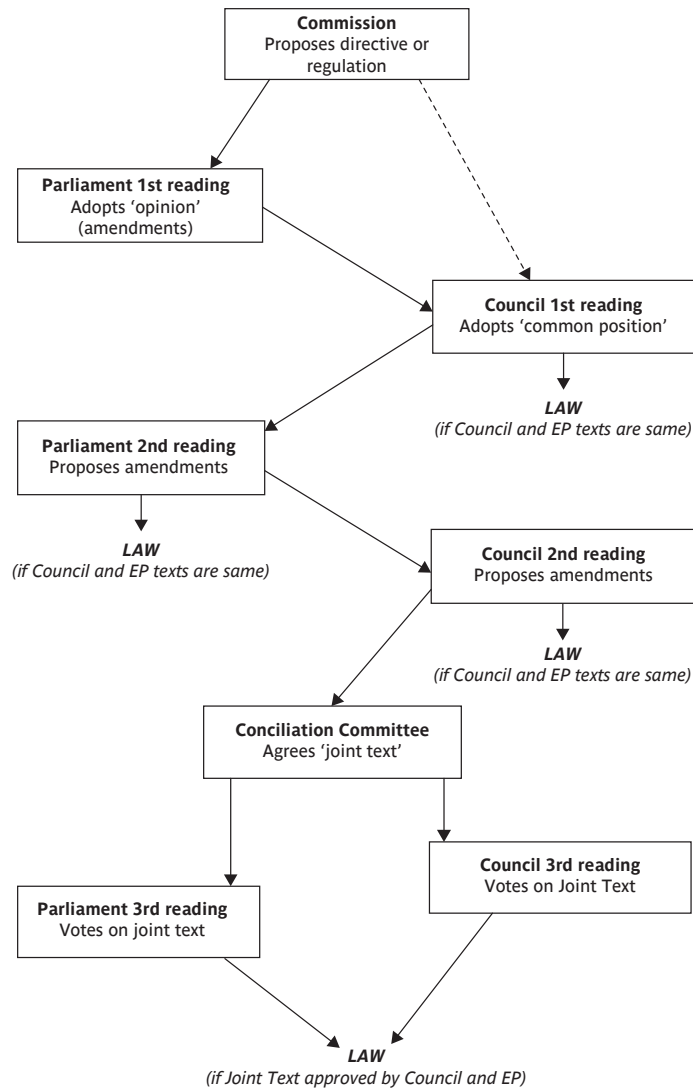 Commission
Proposes directive or
regulation
Parliament 1st reading
Adopts ‘opinion’
(amendments)
Council 1st reading
Adopts ‘common position’
LAW
(if Council and EP texts are same)
Parliament 2nd reading
Proposes amendments
LAW
(if Council and EP texts are same)
Council 2nd reading
Proposes amendments
LAW
(if Council and EP texts are same)
Conciliation Committee
Agrees ‘joint text’
Council 3rd reading
Votes on Joint Text
Parliament 3rd reading
Votes on joint text
LAW
(if Joint Text approved by Council and EP)